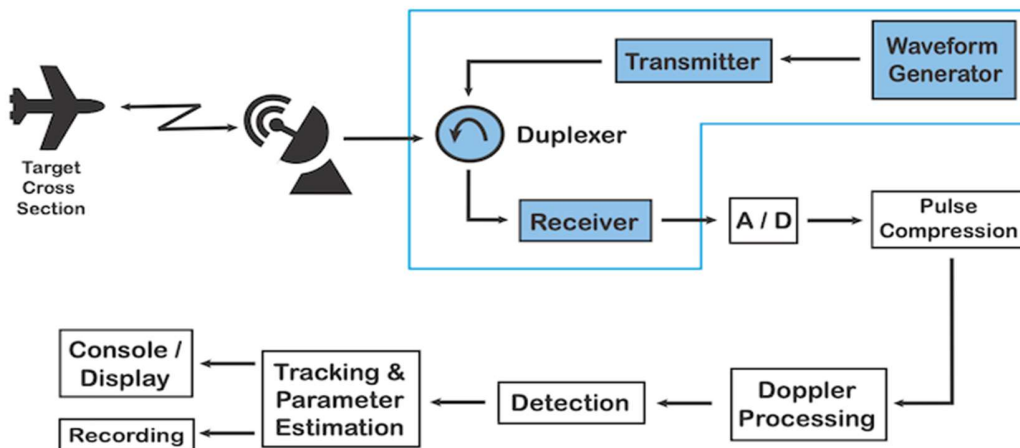 Waveform
Generator
Transmitter
Duplexer
Target
Cross
Section
Receiver
A / D
Pulse
Compression
Console /
Display
Tracking &
Parameter
Estimation
Detection
Doppler
Processing
Recording